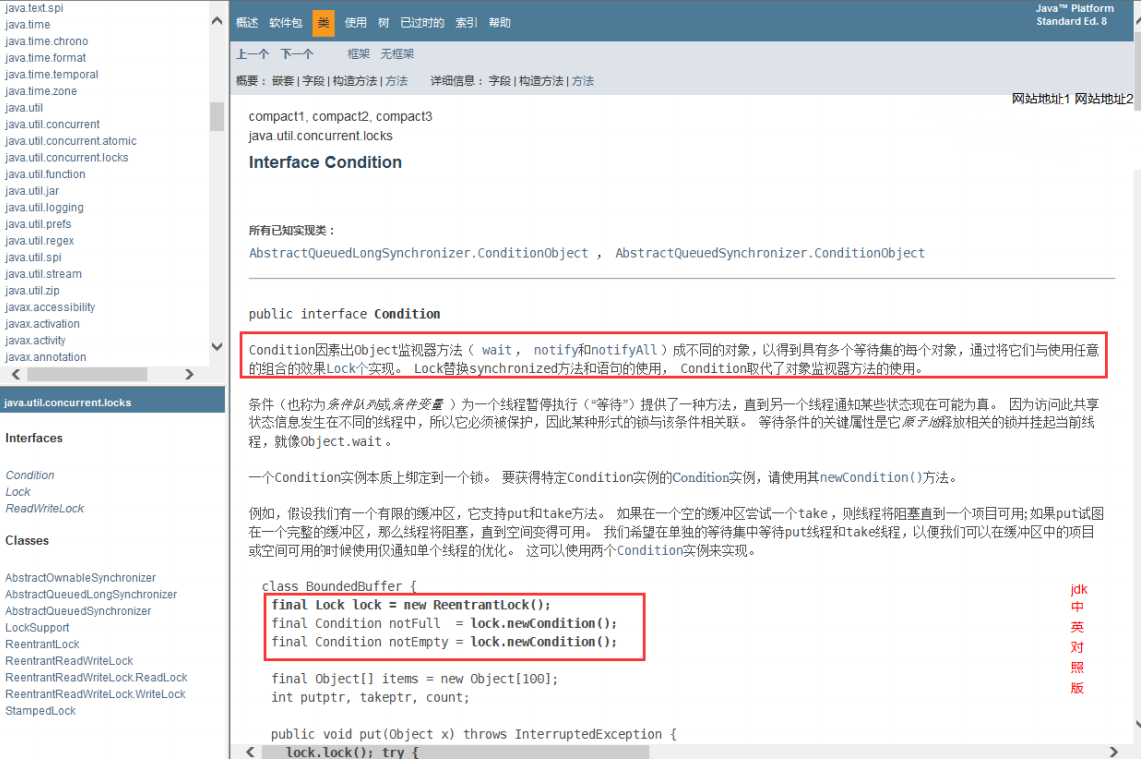 java.text.spi
java.time
java.time.chrono
java.time.format
java.time.temporal
java.time.zone
java.util
java.util.concurrent
java.util.concurrent.atomic
java.util.concurrent.locks
java.util.function
java.util.jar
java.util.logging
java.util.prefs
java.util.regex
java.util.spi
java.util.stream
java.util.zip
javax.accessibility
javax.activation
javax.activity
javax.annotation
java.util.concurrent.locks
Interfaces
Condition
Lock
ReadWriteLock
Classes
AbstractOwnableSynchronizer
AbstractQueuedLongSynchronizer
AbstractQueuedSynchronizer
LockSupport
ReentrantLock
ReentrantReadWriteLock
ReentrantReadWriteLock.ReadLock
ReentrantReadWriteLock.WriteLock
StampedLock
概述 软件包 类 使用 树 已过时的 索引 帮助
Java™ Platform
Standard Ed. 8
上一个 下一个 框架 无框架
概要： 嵌套 | 字段 | 构造方法 | 方法 详细信息： 字段 | 构造方法 | 方法
网站地址1 网站地址2
compact1, compact2, compact3
java.util.concurrent.locks
Interface Condition
所有已知实现类：
AbstractQueuedLongSynchronizer.ConditionObject ， AbstractQueuedSynchronizer.ConditionObject
public interface Condition
Condition因素出Object监视器方法（ wait ， notify和notifyAll ）成不同的对象，以得到具有多个等待集的每个对象，通过将它们与使用任意
的组合的效果Lock个实现。 Lock替换synchronized方法和语句的使用， Condition取代了对象监视器方法的使用。
条件（也称为条件队列或条件变量 ）为一个线程暂停执行（“等待”）提供了一种方法，直到另一个线程通知某些状态现在可能为真。 因为访问此共享
状态信息发生在不同的线程中，所以它必须被保护，因此某种形式的锁与该条件相关联。 等待条件的关键属性是它原子地释放相关的锁并挂起当前线
程，就像Object.wait 。
一个Condition实例本质上绑定到一个锁。 要获得特定Condition实例的Condition实例，请使用其newCondition()方法。
例如，假设我们有一个有限的缓冲区，它支持put和take方法。 如果在一个空的缓冲区尝试一个take ，则线程将阻塞直到一个项目可用; 如果put试图
在一个完整的缓冲区，那么线程将阻塞，直到空间变得可用。 我们希望在单独的等待集中等待put线程和take线程，以便我们可以在缓冲区中的项目
或空间可用的时候使用仅通知单个线程的优化。 这可以使用两个Condition实例来实现。
class BoundedBuffer {
final Lock lock = new ReentrantLock();
final Condition notFull = lock.newCondition();
final Condition notEmpty = lock.newCondition();
final Object[] items = new Object[100];
int putptr, takeptr, count;
public void put(Object x) throws InterruptedException {
lock.lock(); try {
jdk
中
英
对
照
版